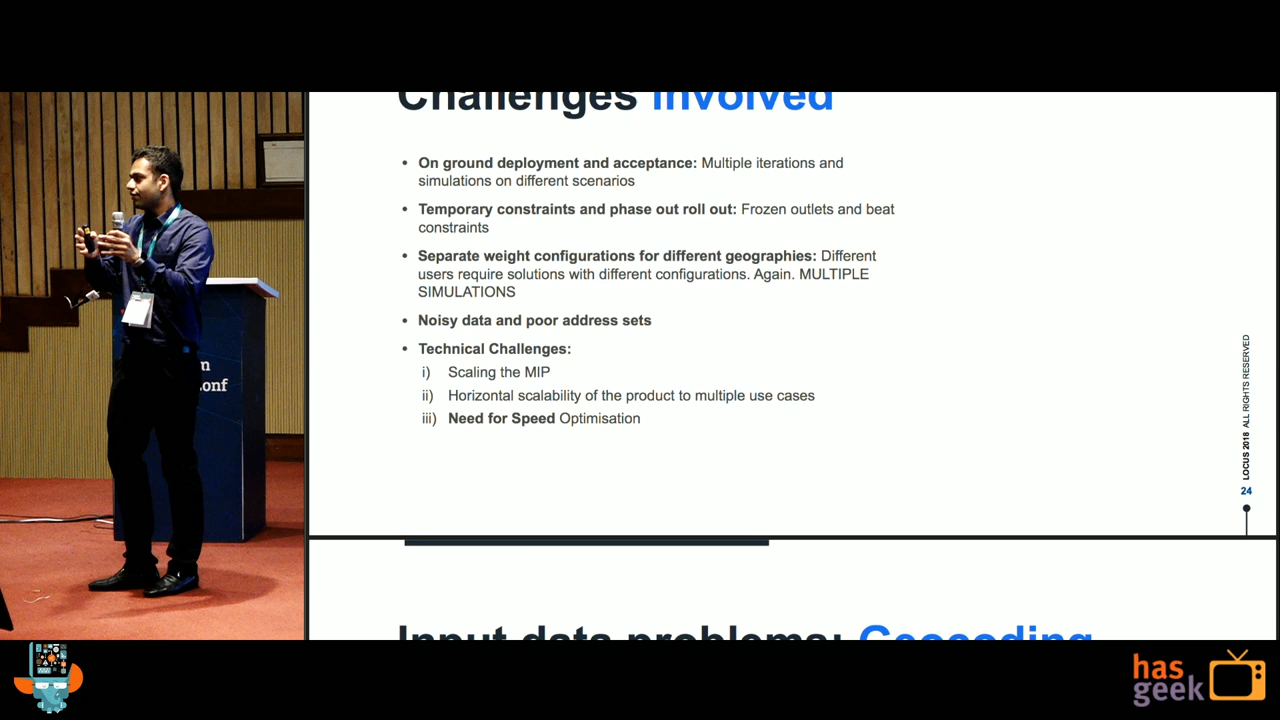 Challenges Involved
• On ground deployment and acceptance: Multiple iterations and
simulations on different scenarios
• Temporary constraints and phase out roll out: Frozen outlets and beat
constraints
• Separate weight configurations for different geographies: Different
users require solutions with different configurations. Again. MULTIPLE
SIMULATIONS
• Noisy data and poor address sets
• Technical Challenges:
i) Scaling the MIP
ii) Horizontal scalability of the product to multiple use cases
iii) Need for Speed Optimisation
LOCUS 2018 ALL RIGHTS RESERVED
24
Input data problems: Geocoding
n
onf
has
geek